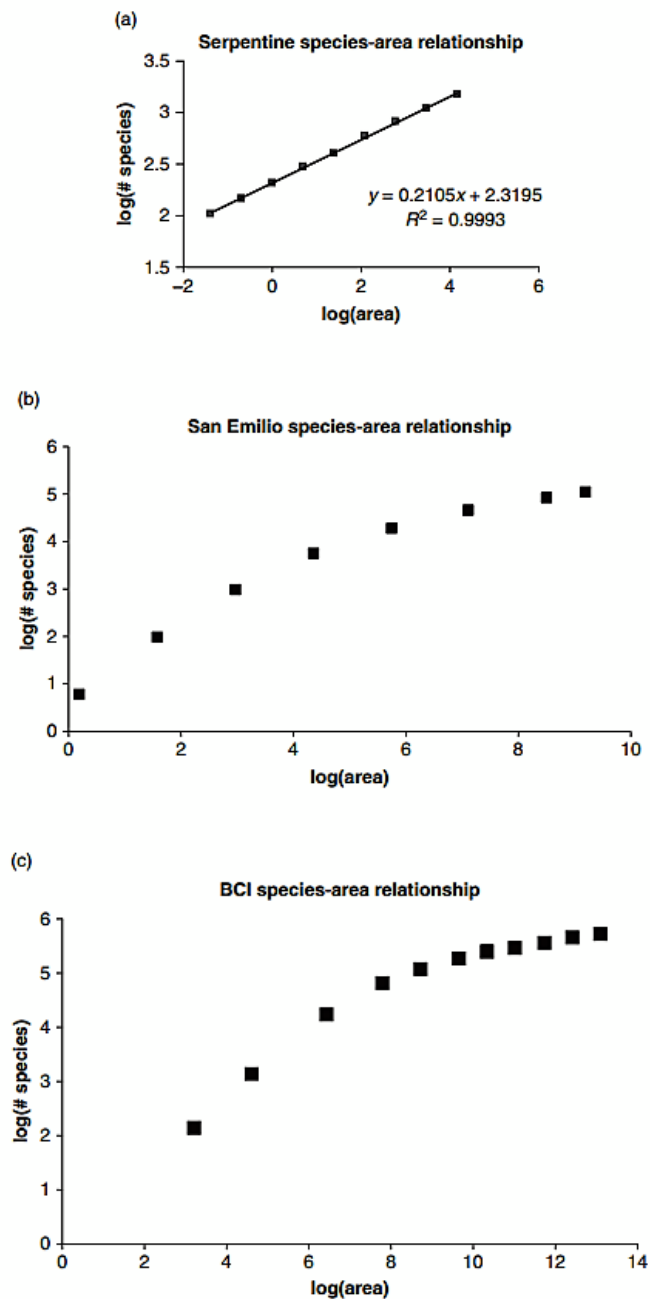 (a)
Serpentine species-area relationship
3.5
3
2.5
2
1.5
log(# species)
y = 0.2105x + 2.3195
R² = 0.9993
−2
0
2
4
6
log(area)
(b)
San Emilio species-area relationship
6
5
4
3
2
1
0
log(# species)
0
2
4
6
8
10
log(area)
(c)
BCI species-area relationship
6
5
4
3
2
1
0
log(# species)
0
2
4
6
8
10
12
14
log(area)